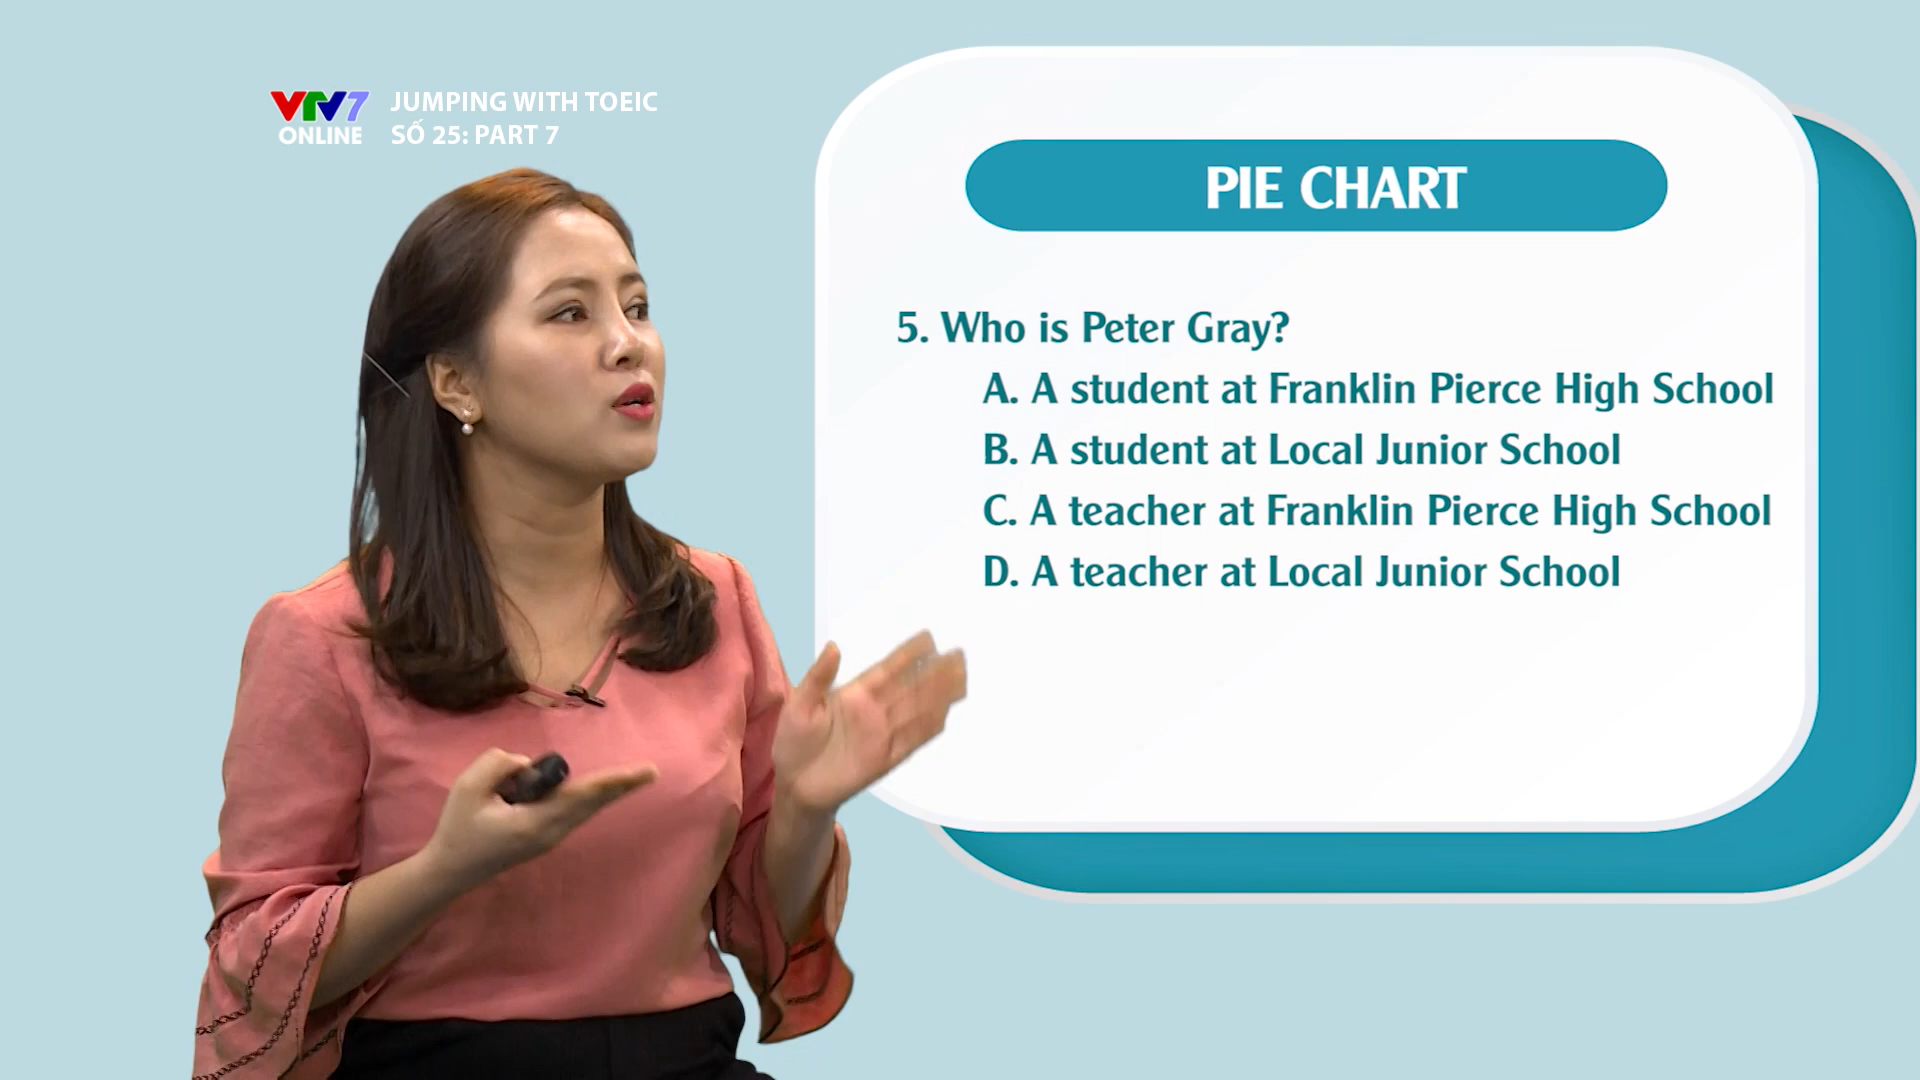 VTV7
ONLINE
JUMPING WITH TOEIC
SỐ 25: PART 7
PIE CHART
5. Who is Peter Gray?
A. A student at Franklin Pierce High School
B. A student at Local Junior School
C. A teacher at Franklin Pierce High School
D. A teacher at Local Junior School